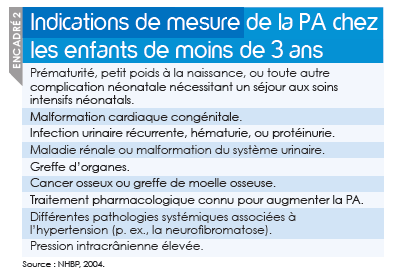 ENCADRÉ 2
Indications de mesure de la PA chez
les enfants de moins de 3 ans
Prématurité, petit poids à la naissance, ou toute autre
complication néonatale nécessitant un séjour aux soins
intensifs néonatals.
Malformation cardiaque congénitale.
Infection urinaire récurrente, hématurie, ou protéinurie.
Maladie rénale ou malformation du système urinaire.
Greffe d'organes.
Cancer osseux ou greffe de moelle osseuse.
Traitement pharmacologique connu pour augmenter la PA.
Différentes pathologies systémiques associées à
l'hypertension (p. ex., la neurofibromatose).
Pression intracrânienne élevée.
Source : NHBP, 2004.